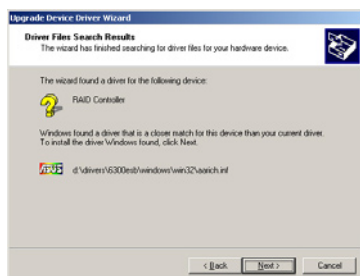 Upgrade Device Driver Wizard
Driver Files Search Results
The wizard has finished searching for driver files for your hardware device.
The wizard found a driver for the following device:
RAID Controller
Windows found a driver that is a closer match for this device than your current driver.
To install the driver Windows found, click Next.
d:\drivers\6300esb\windows\win32\aarich.inf
< Back
Next >
Cancel